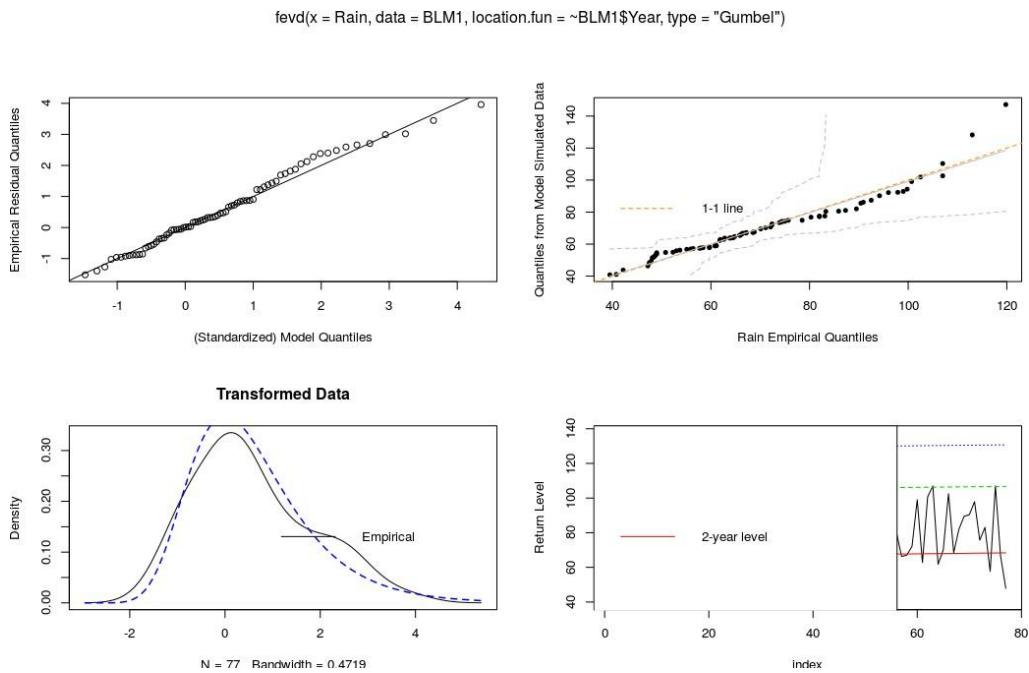 fevd(x = Rain, data = BLM1, location.fun = ~BLM1$Year, type = "Gumbel")
Empirical Residual Quantiles
4
3
2
1
0
-1
-1 0 1 2 3 4
(Standardized) Model Quantiles
Quantiles from Model Simulated Data
140
120
100
80
60
40
1-1 line
40 60 80 100 120
Rain Empirical Quantiles
Transformed Data
Density
0.30
0.20
0.10
0.00
Empirical
-2 0 2 4
N = 77 Bandwidth = 0.4719
Return Level
140
120
100
80
60
40
2-year level
0 20 40 60 80
index